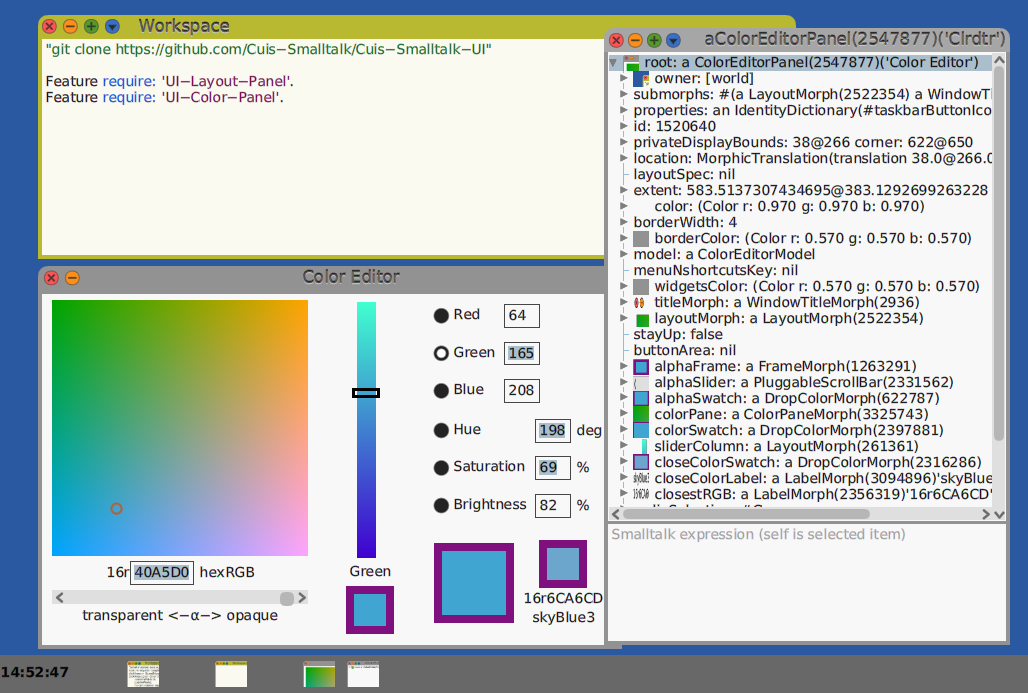 Workspace
"git clone https://github.com/Cuis-Smalltalk/Cuis-Smalltalk-UI"
Feature require: 'UI-Layout-Panel'.
Feature require: 'UI-Color-Panel'.
aColorEditorPanel(2547877)('Clrdtr')
root: a ColorEditorPanel(2547877)('Color Editor')
owner: [world]
submorphs: #(a LayoutMorph(2522354) a WindowTi
properties: an IdentityDictionary(#taskbarButtonIco
id: 1520640
privateDisplayBounds: 38@266 corner: 622@650
location: MorphicTranslation(translation 38.0@266.0
layoutSpec: nil
extent: 583.5137307434695@383.1292699263228
color: (Color r: 0.970 g: 0.970 b: 0.970)
borderWidth: 4
borderColor: (Color r: 0.570 g: 0.570 b: 0.570)
model: a ColorEditorModel
menuNshortcutsKey: nil
widgetsColor: (Color r: 0.570 g: 0.570 b: 0.570)
titleMorph: a WindowTitleMorph(2936)
layoutMorph: a LayoutMorph(2522354)
stayUp: false
buttonArea: nil
alphaFrame: a FrameMorph(1263291)
alphaSlider: a PluggableScrollBar(2331562)
alphaSwatch: a DropColorMorph(622787)
colorPane: a ColorPaneMorph(3325743)
colorSwatch: a DropColorMorph(2397881)
sliderColumn: a LayoutMorph(261361)
closeColorSwatch: a DropColorMorph(2316286)
closeColorLabel: a LabelMorph(3094896)'skyBlue
closestRGB: a LabelMorph(2356319)'16r6CA6CD'
Smalltalk expression (self is selected item)
Color Editor
Red 64
Green 165
Blue 208
Hue 198 deg
Saturation 69 %
Brightness 82 %
16r 40A5D0 hexRGB
transparent <-α-> opaque
Green
16r6CA6CD
skyBlue3
14:52:47